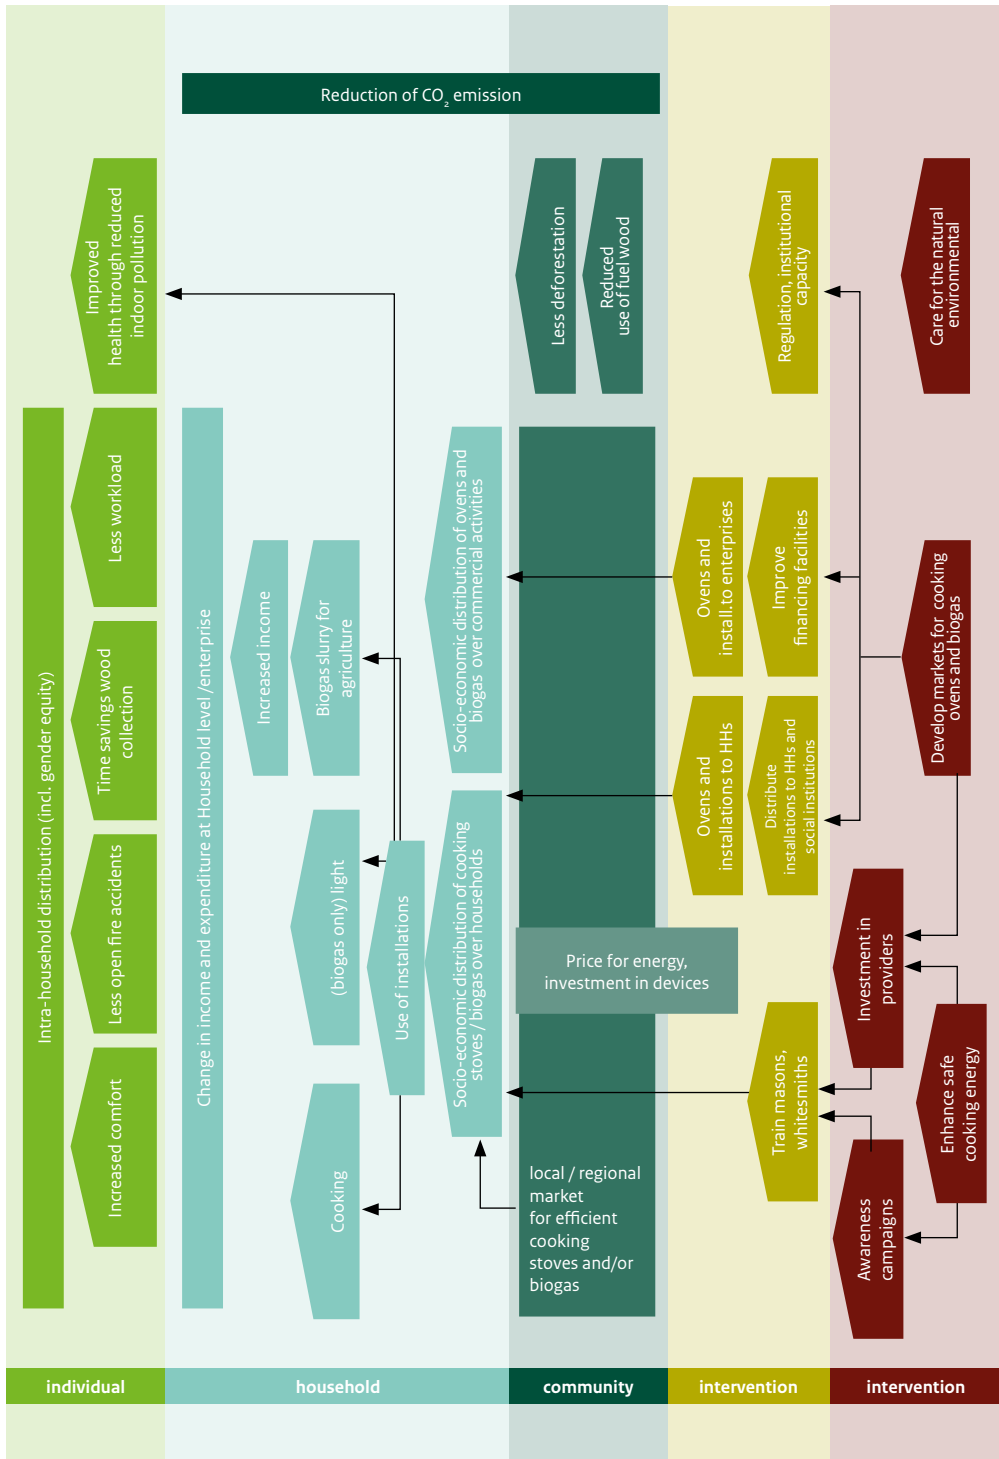 Reduction of CO₂ emission
Improved
health through reduced
indoor pollution
Less deforestation
Reduced
use of fuel wood
Regulation, institutional
capacity
Care for the natural
environmental
Intra-household distribution (incl. gender equity)
Less workload
Time savings wood
collection
Less open fire accidents
Increased comfort
Change in income and expenditure at Household level /enterprise
Increased income
Biogas slurry for
agriculture
(biogas only) light
Cooking
Use of installations
Socio-economic distribution of ovens and
biogas over commercial activities
Socio-economic distribution of cooking
stoves / biogas over households
local / regional
market
for efficient
cooking
stoves and/or
biogas
Price for energy,
investment in devices
Ovens and
install.to enterprises
Improve
financing facilities
Ovens and
installations to HHs
Distribute
installations to HHs and
social institutions
Train masons,
whitesmiths
Develop markets for cooking
ovens and biogas
Investment in
providers
Enhance safe
cooking energy
Awareness
campaigns
individual
household
community
intervention
intervention